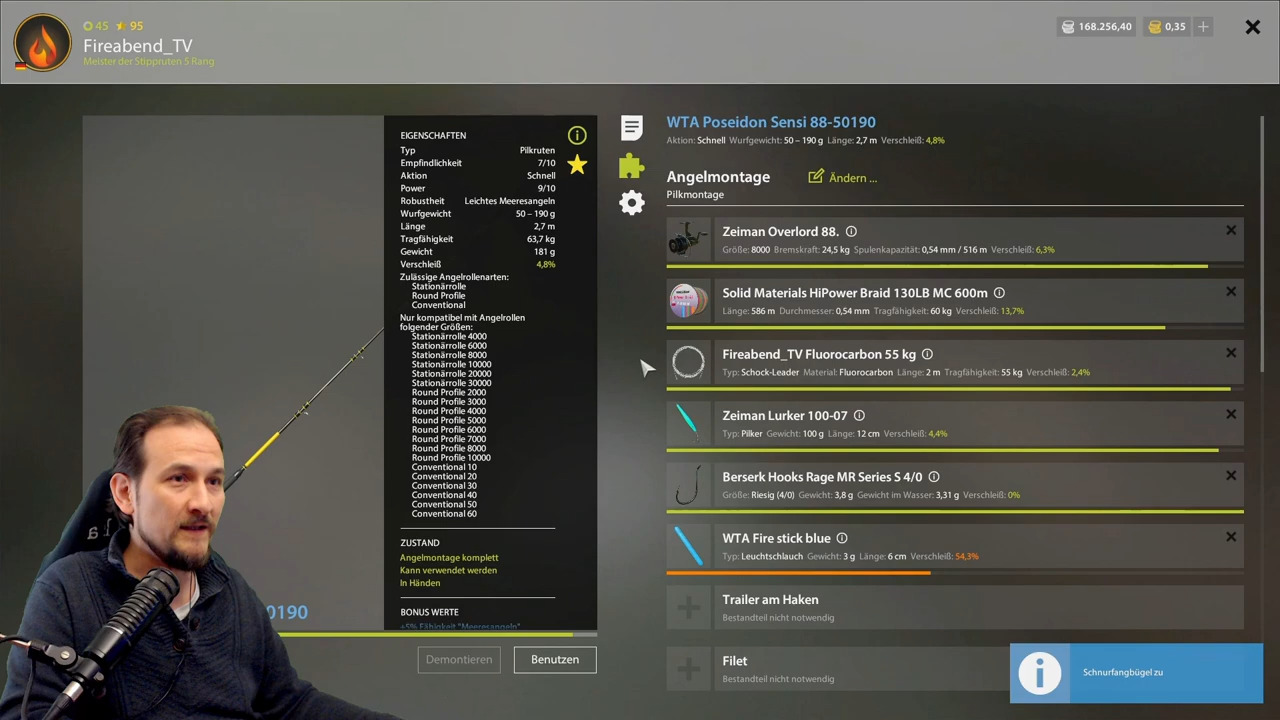 45 95
Fireabend_TV
Meister der Stippruten 5 Rang
168.256,40 0,35
EIGENSCHAFTEN
Typ Pilkruten
Empfindlichkeit 7/10
Aktion Schnell
Power 9/10
Robustheit Leichtes Meeresangeln
Wurfgewicht 50 – 190 g
Länge 2,7 m
Tragfähigkeit 63,7 kg
Gewicht 181 g
Verschleiß 4,8%
Zulässige Angelrollenarten:
Stationärrolle
Round Profile
Conventional
Nur kompatibel mit Angelrollen
folgender Größen:
Stationärrolle 4000
Stationärrolle 6000
Stationärrolle 8000
Stationärrolle 10000
Stationärrolle 20000
Stationärrolle 30000
Round Profile 2000
Round Profile 3000
Round Profile 4000
Round Profile 5000
Round Profile 6000
Round Profile 7000
Round Profile 8000
Round Profile 10000
Conventional 10
Conventional 20
Conventional 30
Conventional 40
Conventional 50
Conventional 60
ZUSTAND
Angelmontage komplett
Kann verwendet werden
In Händen
BONUS WERTE
+5% Fähigkeit "Meeresangeln"
0190
Demontieren Benutzen
WTA Poseidon Sensi 88-50190
Aktion: Schnell Wurfgewicht: 50 – 190 g Länge: 2,7 m Verschleiß: 4,8%
Angelmontage Ändern ...
Pilkmontage
Zeiman Overlord 88.
Größe: 8000 Bremskraft: 24,5 kg Spulenkapazität: 0,54 mm / 516 m Verschleiß: 6,3%
Solid Materials HiPower Braid 130LB MC 600m
Länge: 586 m Durchmesser: 0,54 mm Tragfähigkeit: 60 kg Verschleiß: 13,7%
Fireabend_TV Fluorocarbon 55 kg
Typ: Schock-Leader Material: Fluorocarbon Länge: 2 m Tragfähigkeit: 55 kg Verschleiß: 2,4%
Zeiman Lurker 100-07
Typ: Pilker Gewicht: 100 g Länge: 12 cm Verschleiß: 4,4%
Berserk Hooks Rage MR Series S 4/0
Größe: Riesig (4/0) Gewicht: 3,8 g Gewicht im Wasser: 3,31 g Verschleiß: 0%
WTA Fire stick blue
Typ: Leuchtschlauch Gewicht: 3 g Länge: 6 cm Verschleiß: 54,3%
Trailer am Haken
Bestandteil nicht notwendig
Filet
Bestandteil nicht notwendig
Schnurfangbügel zu